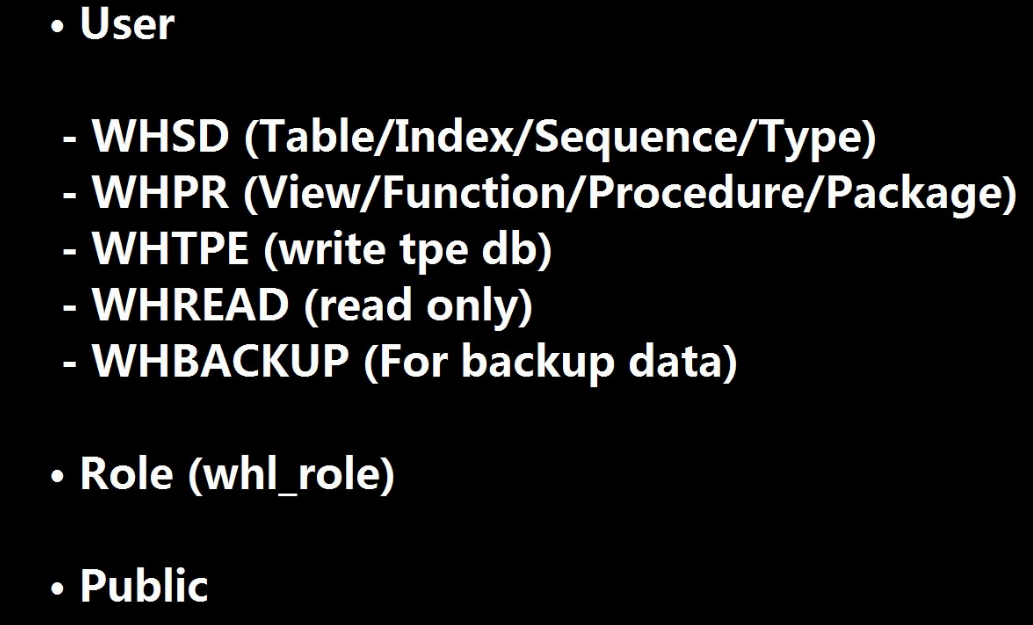 • User
- WHSD (Table/Index/Sequence/Type)
- WHPR (View/Function/Procedure/Package)
- WHTPE (write tpe db)
- WHREAD (read only)
- WHBACKUP (For backup data)
• Role (whl_role)
• Public